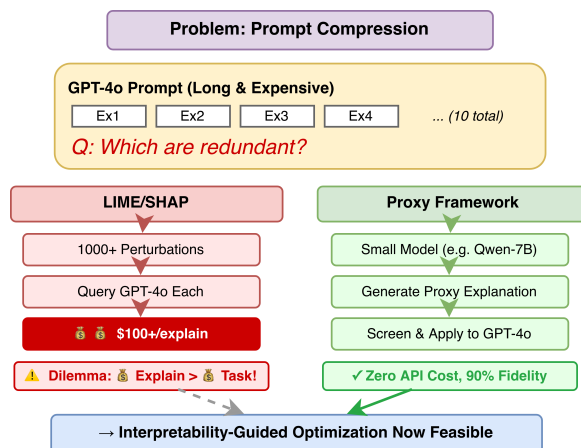 Problem: Prompt Compression
GPT-4o Prompt (Long & Expensive)
Ex1 Ex2 Ex3 Ex4 ... (10 total)
Q: Which are redundant?
LIME/SHAP
1000+ Perturbations
Query GPT-4o Each
💰 💰 $100+/explain
⚠️ Dilemma: 💰 Explain > 💰 Task!
Proxy Framework
Small Model (e.g. Qwen-7B)
Generate Proxy Explanation
Screen & Apply to GPT-4o
✓Zero API Cost, 90% Fidelity
→ Interpretability-Guided Optimization Now Feasible